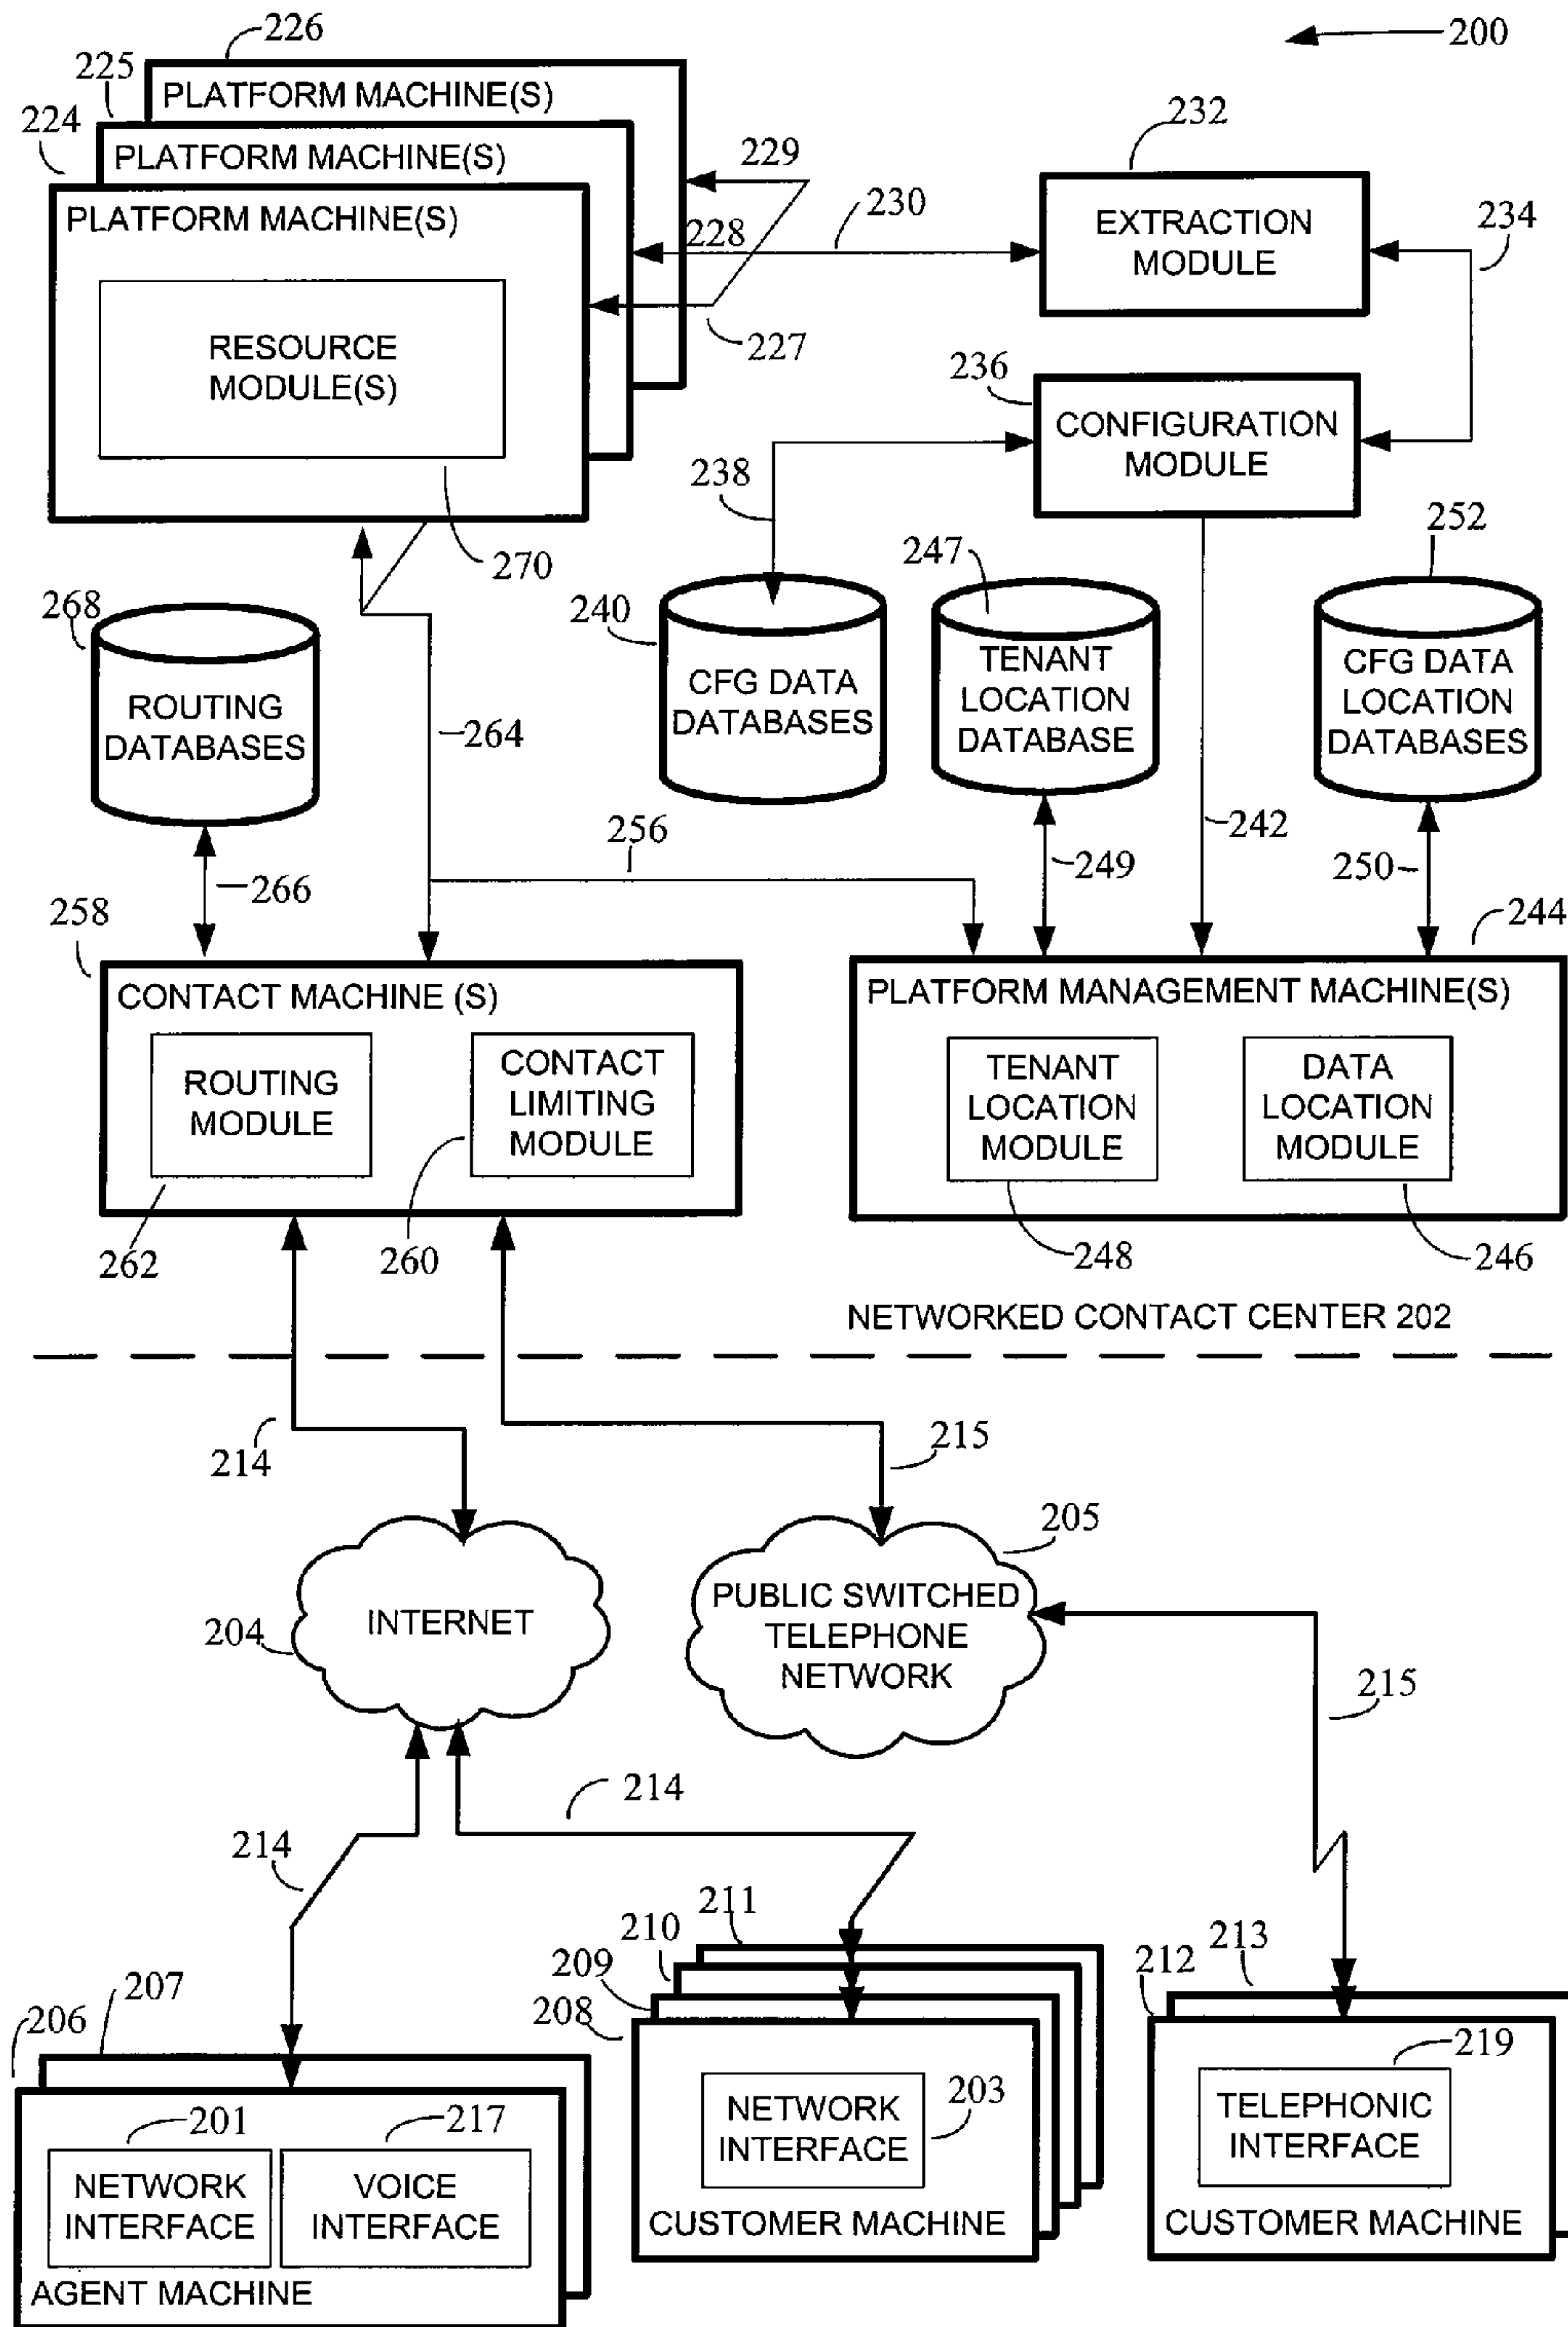 226
200
225
PLATFORM MACHINE(S)
224
232
PLATFORM MACHINE(S)
229
PLATFORM MACHINE(S)
230
EXTRACTION
MODULE
234
228
RESOURCE
MODULE(S)
227
236
CONFIGURATION
MODULE
238
252
247
270
268
240
TENANT
LOCATION
DATABASE
CFG DATA
LOCATION
DATABASES
CFG DATA
DATABASES
ROUTING
DATABASES
264
256
242
249
250
266
258
244
CONTACT MACHINE (S)
PLATFORM MANAGEMENT MACHINE(S)
ROUTING
MODULE
CONTACT
LIMITING
MODULE
TENANT
LOCATION
MODULE
DATA
LOCATION
MODULE
262
260
248
246
NETWORKED CONTACT CENTER 202
214
215
205
INTERNET
PUBLIC SWITCHED
TELEPHONE
NETWORK
204
215
214
214
211
210
213
209
212
207
208
206
219
201
217
NETWORK
INTERFACE
203
TELEPHONIC
INTERFACE
NETWORK
INTERFACE
VOICE
INTERFACE
CUSTOMER MACHINE
CUSTOMER MACHINE
AGENT MACHINE